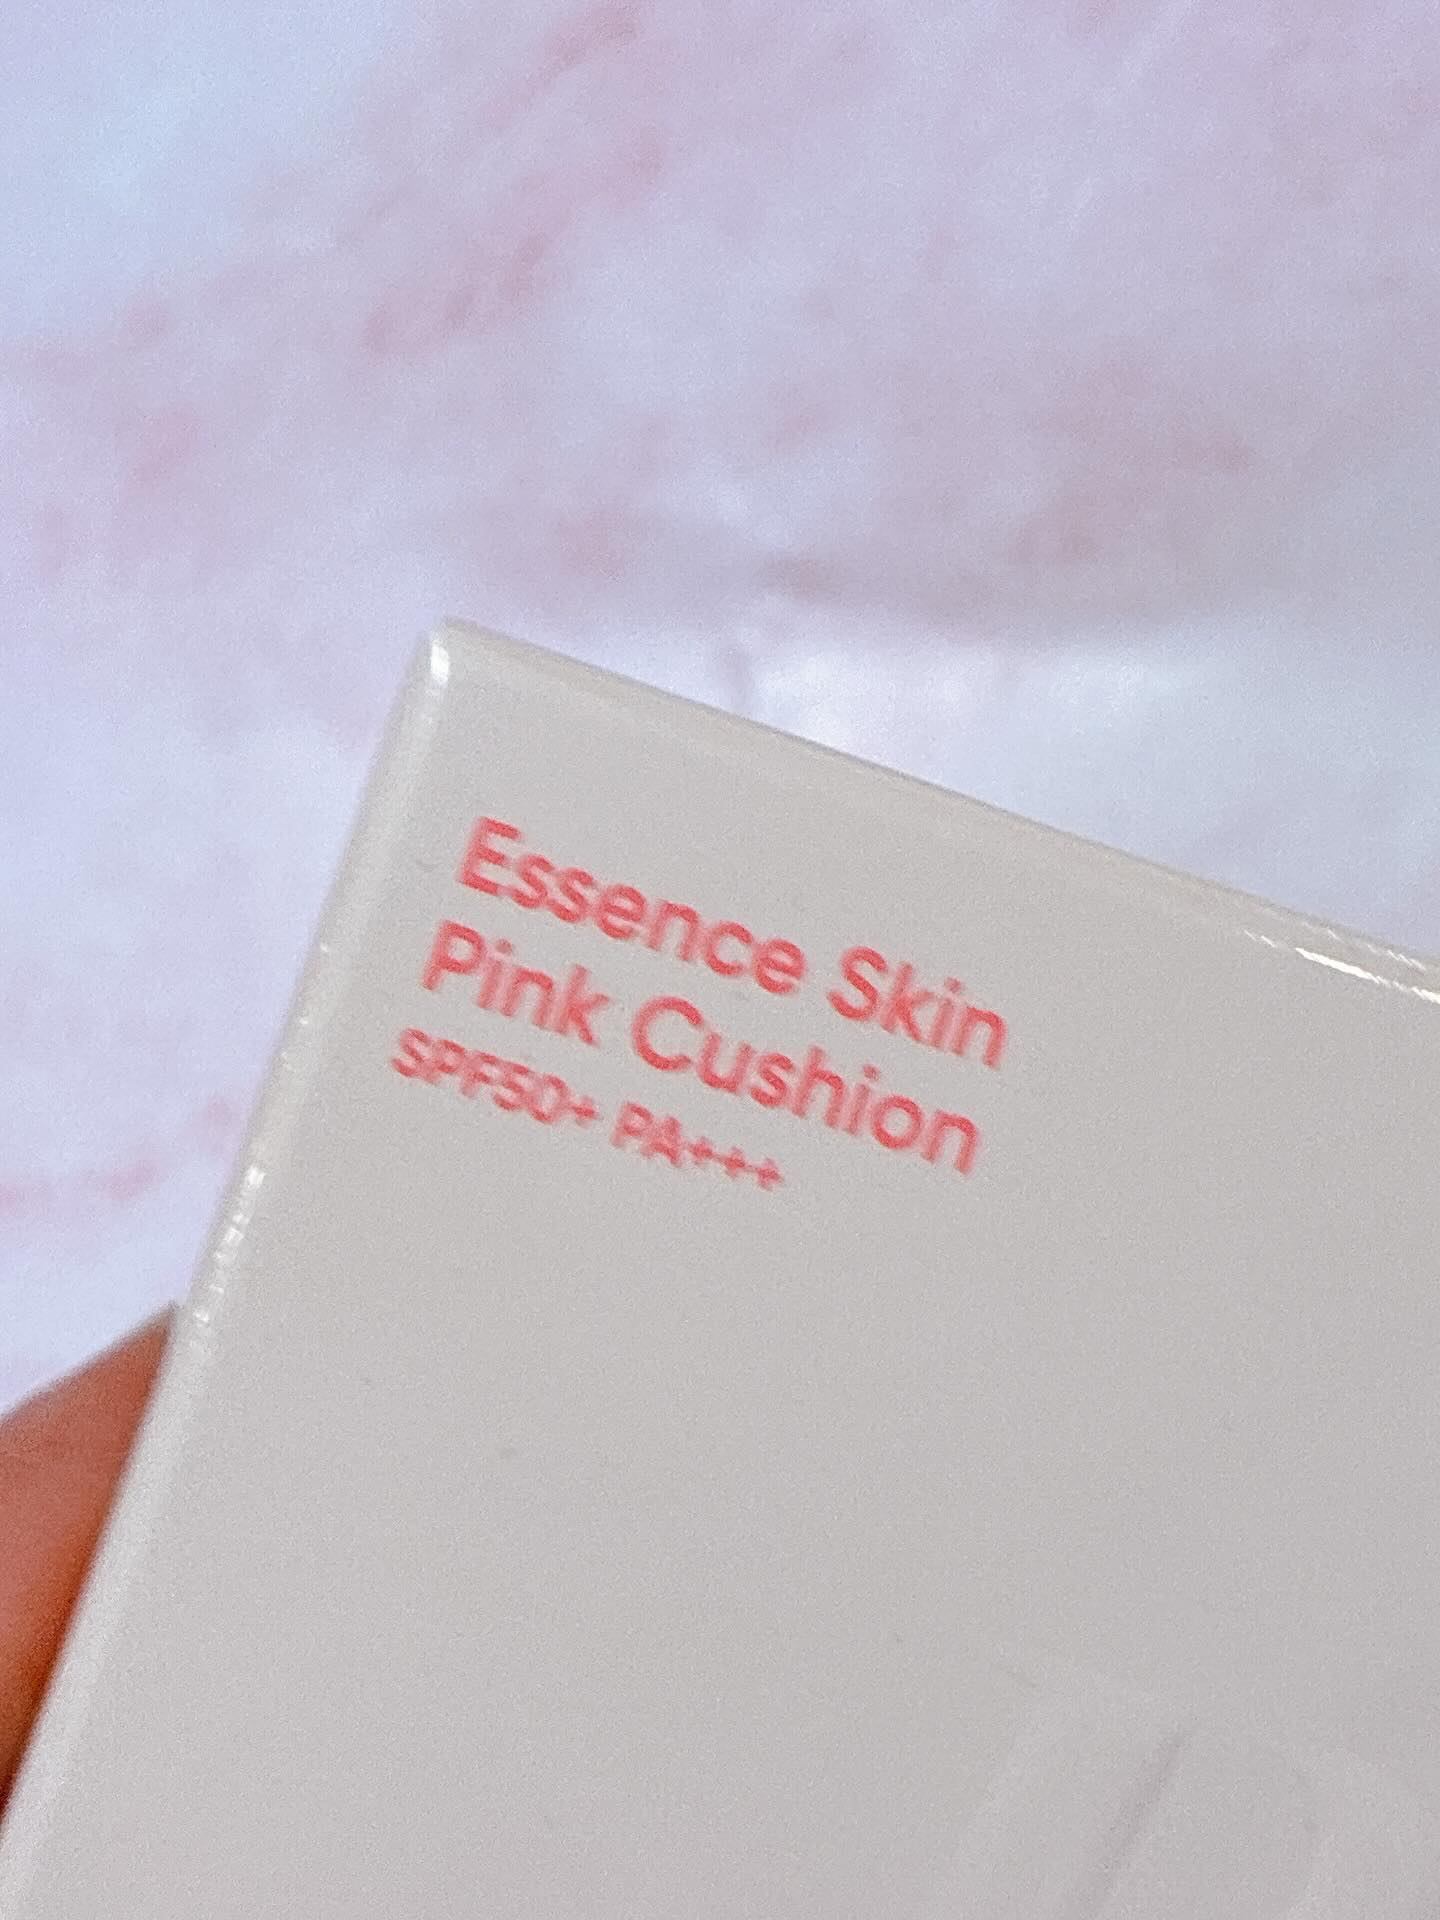 Essence Skin
Pink Cushion
SPF50+ PA+++